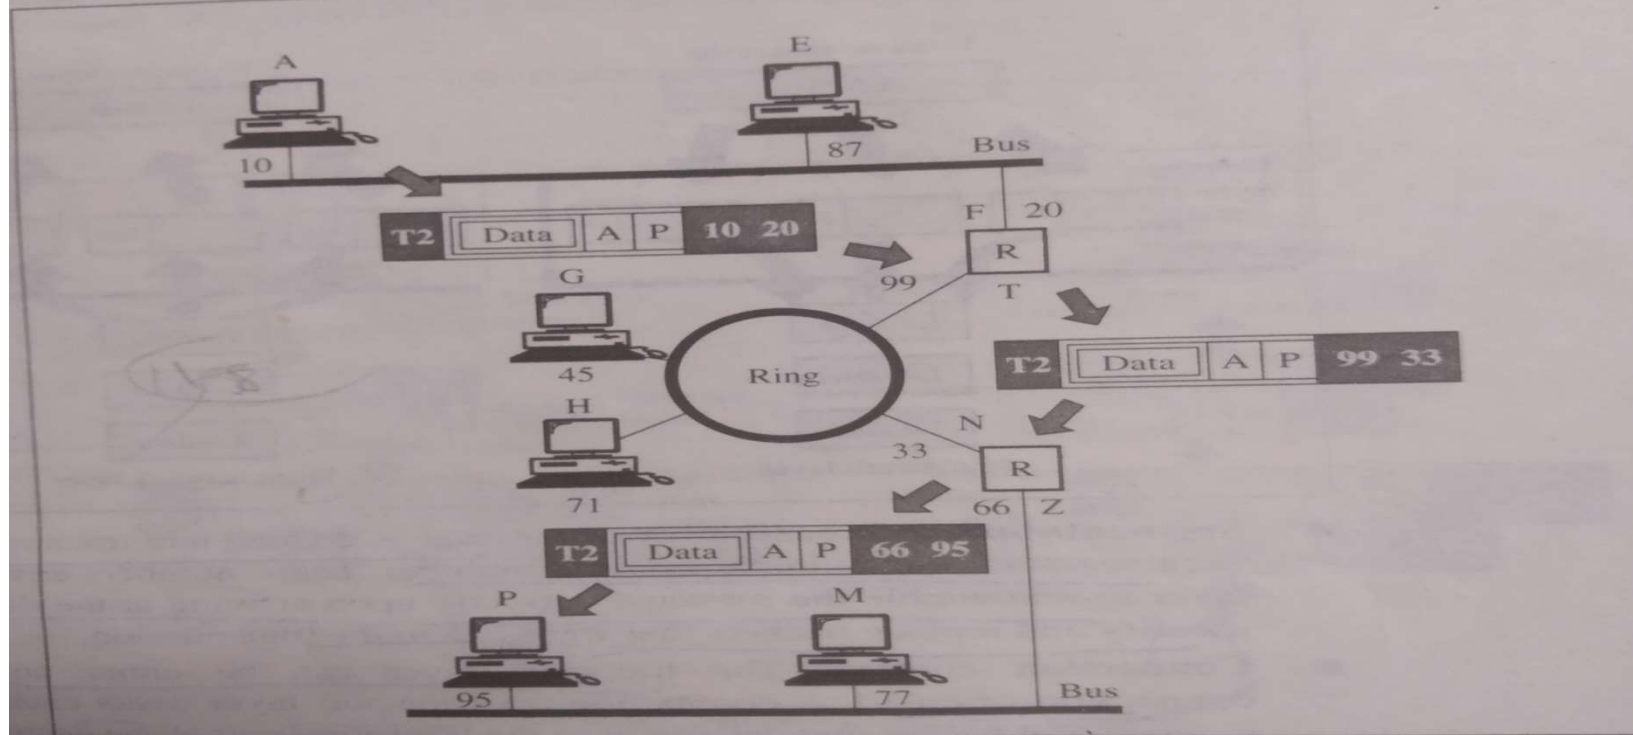 A
E
10
87
Bus
T2 Data A P 10 20
F 20
R
T
99
G
45
Ring
T2 Data A P 99 33
H
71
N
33
R
66 Z
T2 Data A P 66 95
P
M
95
77
Bus